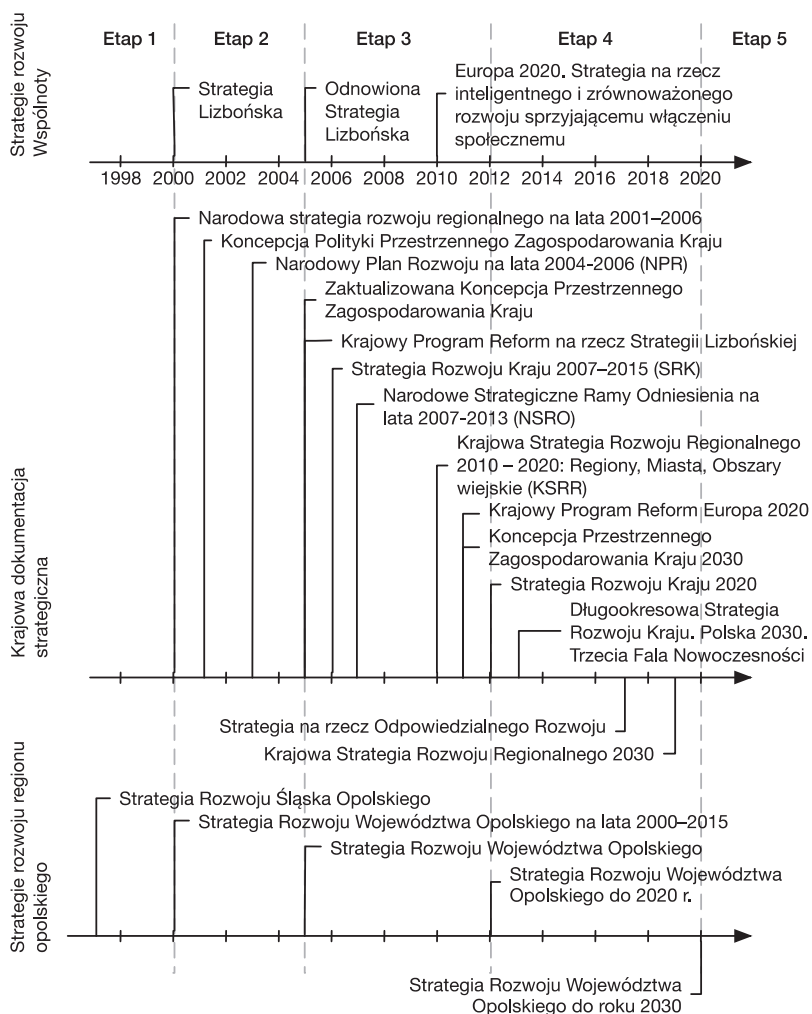 Etap 1
Etap 2
Etap 3
Etap 4
Etap 5
Strategie rozwoju
Wspólnoty
Strategia
Lizbońska
Odnowiona
Strategia
Lizbońska
Europa 2020. Strategia na rzecz
inteligentnego i zrównoważonego
rozwoju sprzyjającemu włączeniu
społecznemu
1998 2000 2002 2004 2006 2008 2010 2012 2014 2016 2018 2020
Krajowa dokumentacja
strategiczna
Narodowa strategia rozwoju regionalnego na lata 2001–2006
Koncepcja Polityki Przestrzennego Zagospodarowania Kraju
Narodowy Plan Rozwoju na lata 2004-2006 (NPR)
Zaktualizowana Koncepcja Przestrzennego
Zagospodarowania Kraju
Krajowy Program Reform na rzecz Strategii Lizbońskiej
Strategia Rozwoju Kraju 2007–2015 (SRK)
Narodowe Strategiczne Ramy Odniesienia na
lata 2007-2013 (NSRO)
Krajowa Strategia Rozwoju Regionalnego
2010 – 2020: Regiony, Miasta, Obszary
wiejskie (KSRR)
Krajowy Program Reform Europa 2020
Koncepcja Przestrzennego
Zagospodarowania Kraju 2030
Strategia Rozwoju Kraju 2020
Długookresowa Strategia
Rozwoju Kraju. Polska 2030.
Trzecia Fala Nowoczesności
Strategia na rzecz Odpowiedzialnego Rozwoju
Krajowa Strategia Rozwoju Regionalnego 2030
Strategie rozwoju regionu
opolskiego
Strategia Rozwoju Śląska Opolskiego
Strategia Rozwoju Województwa Opolskiego na lata 2000–2015
Strategia Rozwoju Województwa Opolskiego
Strategia Rozwoju Województwa
Opolskiego do 2020 r.
Strategia Rozwoju Województwa
Opolskiego do roku 2030